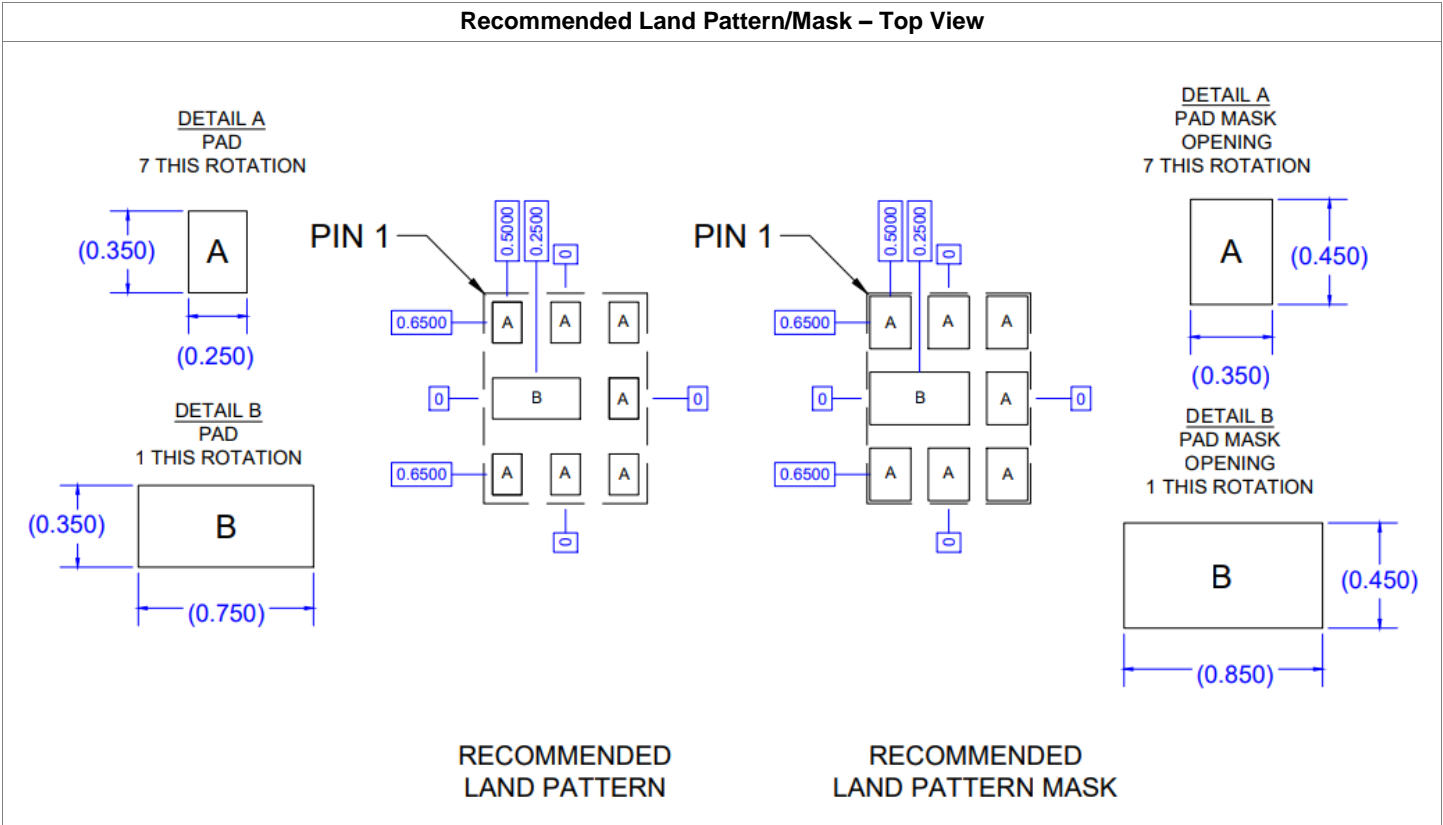 Recommended Land Pattern/Mask – Top View
DETAIL A
PAD
7 THIS ROTATION
(0.350)
A
(0.250)
DETAIL B
PAD
1 THIS ROTATION
(0.350)
B
(0.750)
PIN 1
0.5000
0.2500
0
0.6500
A
A
A
0
B
A
0
0.6500
A
A
A
0
RECOMMENDED
LAND PATTERN
PIN 1
0.5000
0.2500
0
0.6500
A
A
A
0
B
A
0
0.6500
A
A
A
0
RECOMMENDED
LAND PATTERN MASK
DETAIL A
PAD MASK
OPENING
7 THIS ROTATION
A
(0.450)
(0.350)
DETAIL B
PAD MASK
OPENING
1 THIS ROTATION
B
(0.450)
(0.850)